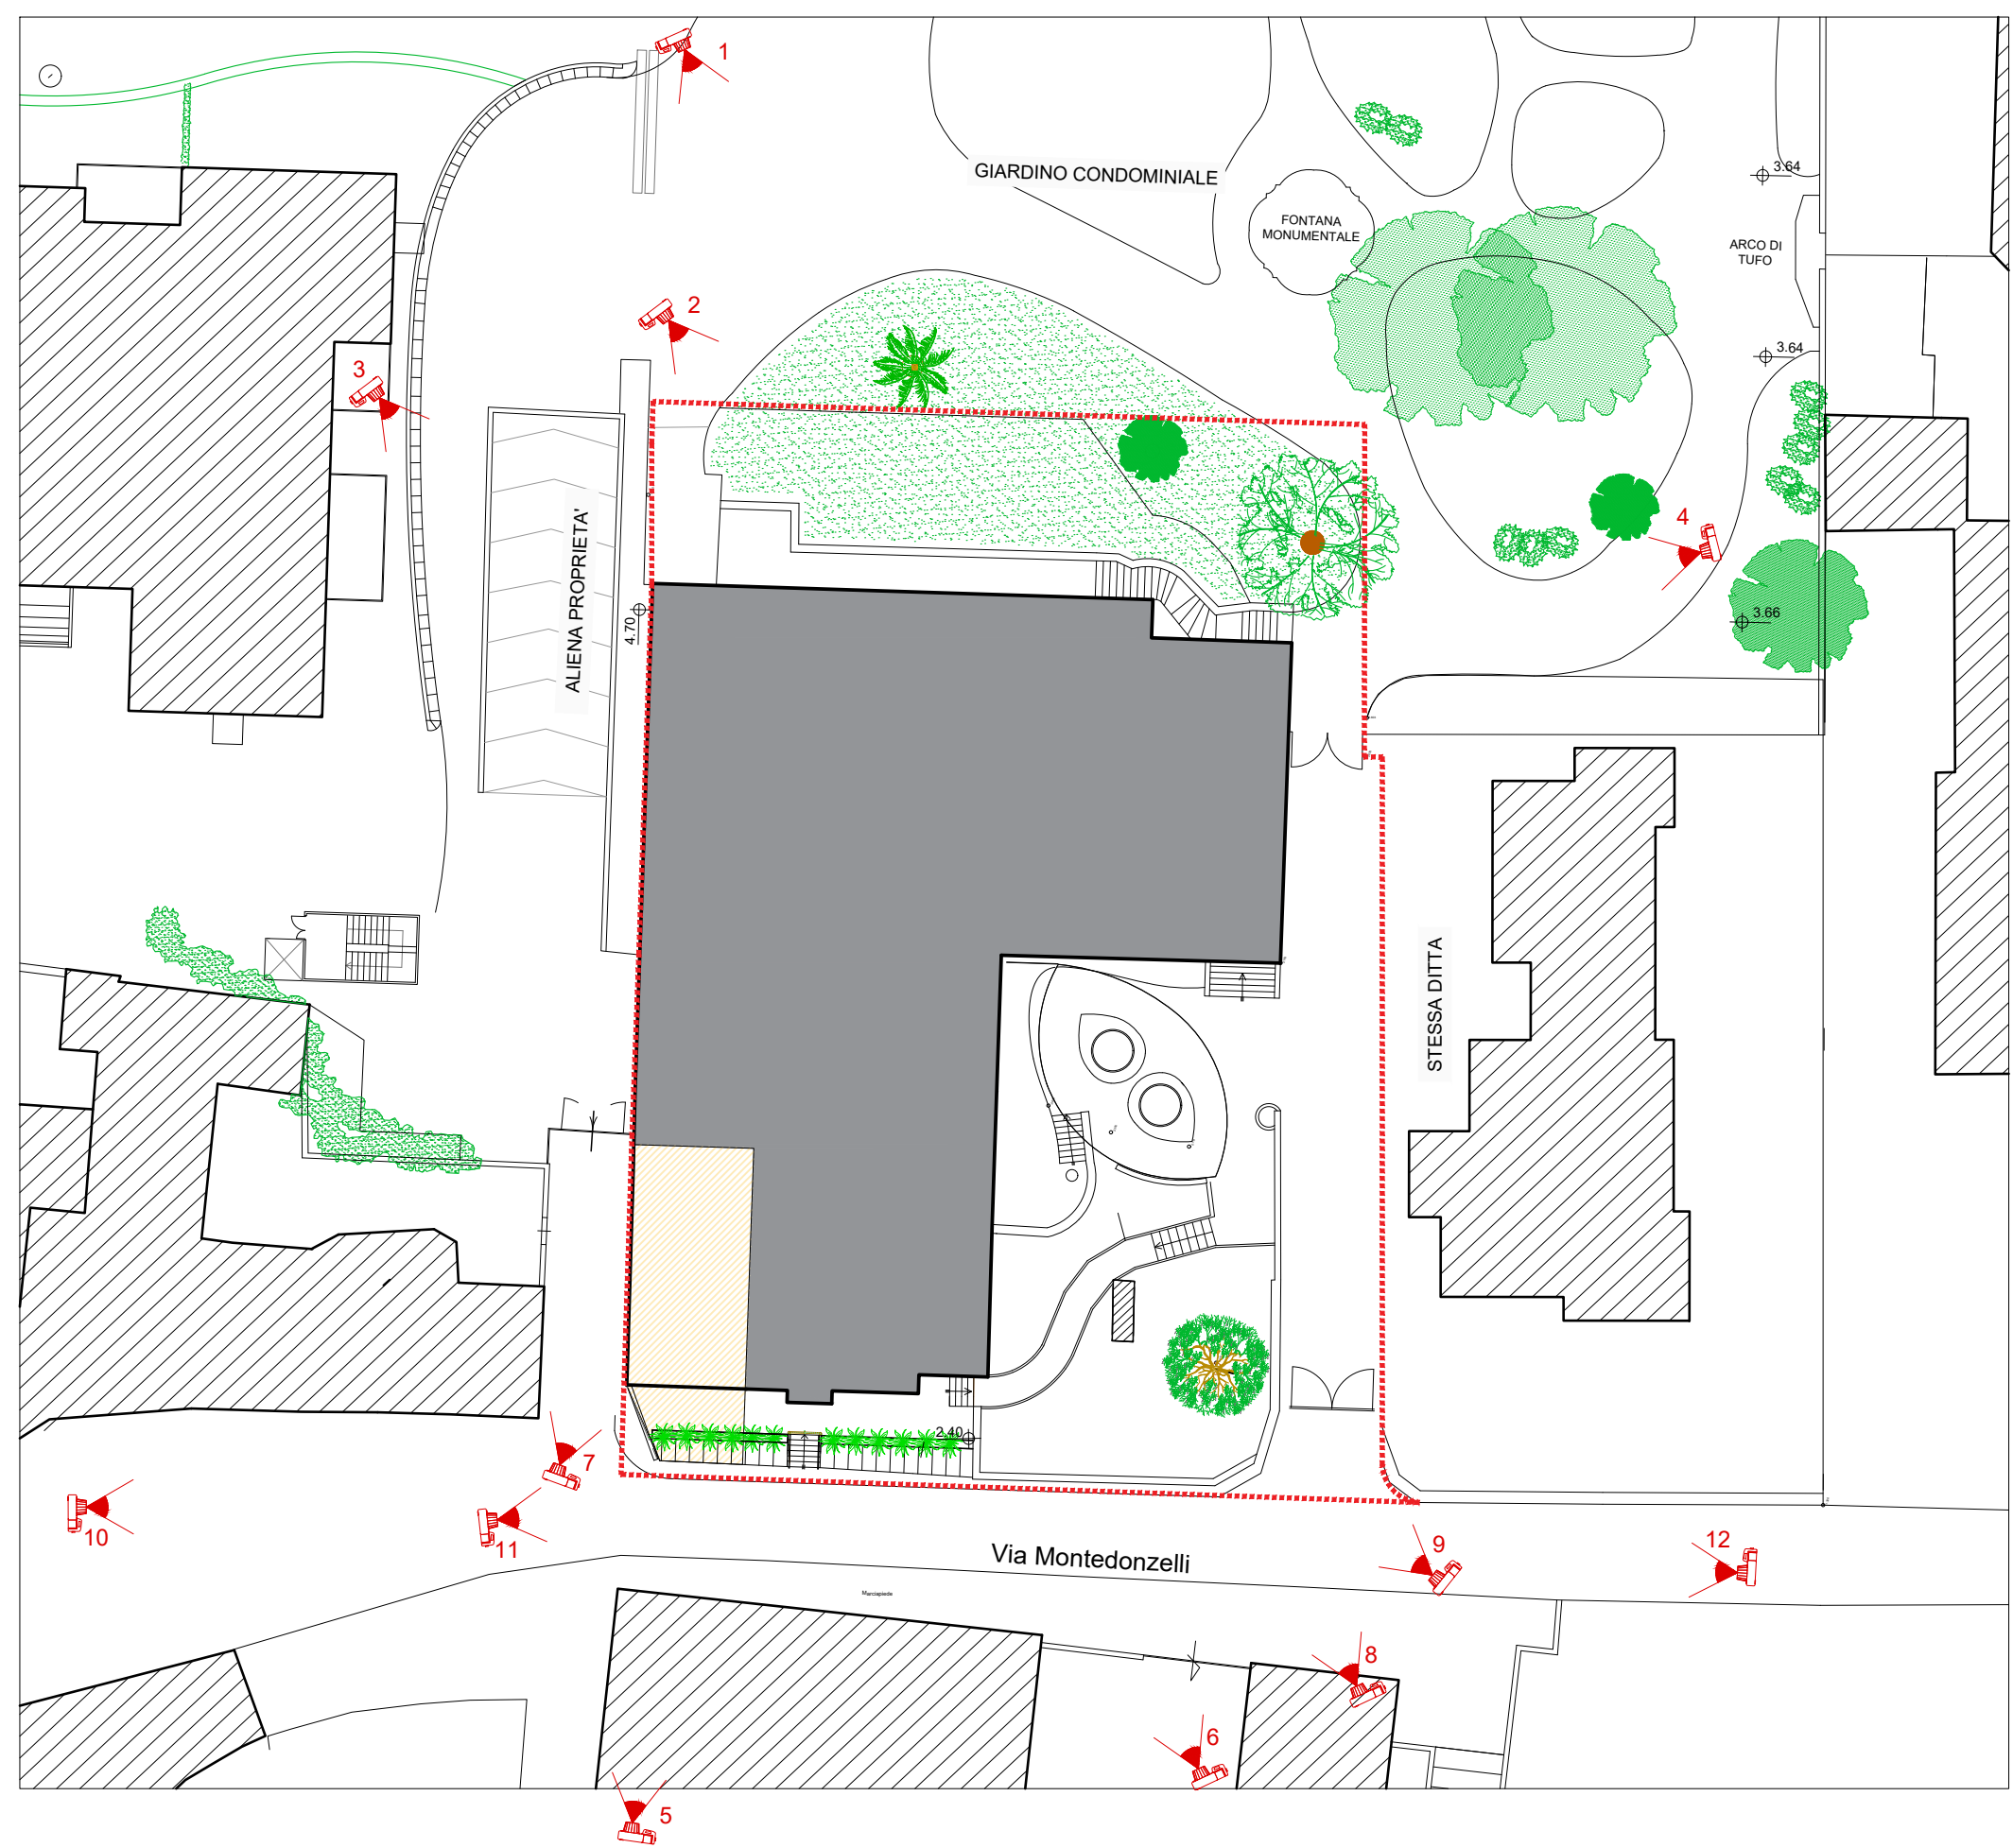 1
GIARDINO CONDOMINIALE
3.64
FONTANA
MONUMENTALE
ARCO DI
TUFO
2
3.64
3
4
ALIENA PROPRIETA'
4.70
3.66
STESSA DITTA
2.40
7
10
11
Via Montedonzelli
9
12
Marciapiede
8
6
5